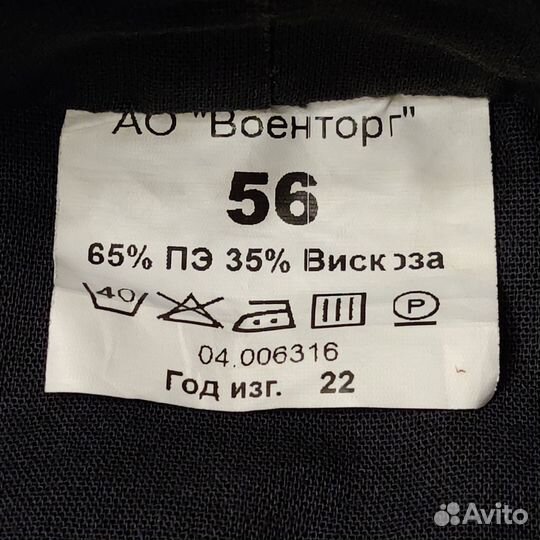 АО "Военторг"
56
65% ПЭ 35% Вискоза
40 P
04.006316
Год изг. 22
Avito